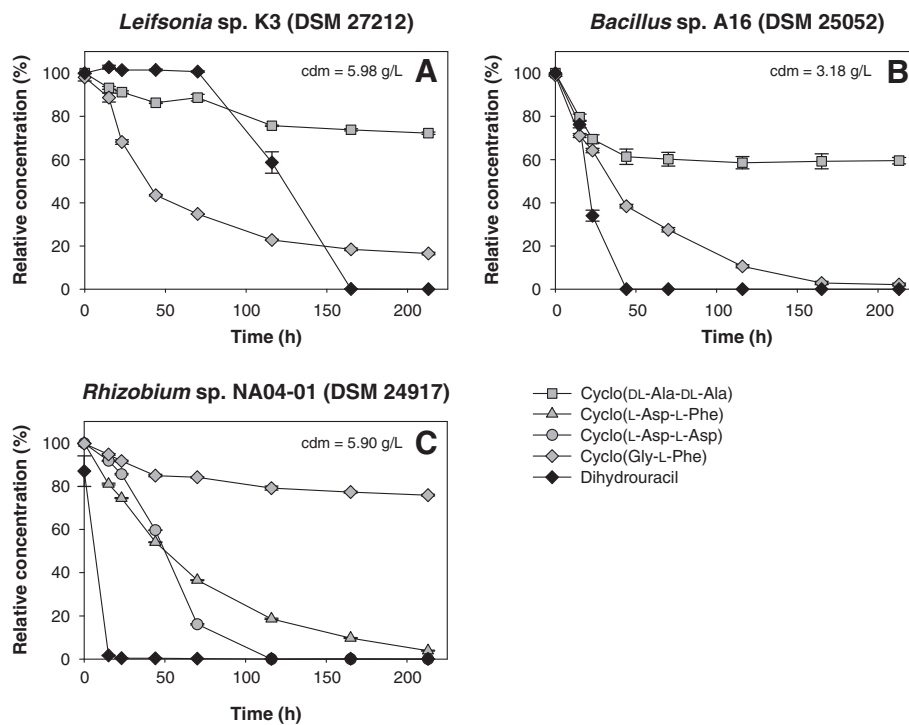 Leifsonia sp. K3 (DSM 27212)
Bacillus sp. A16 (DSM 25052)
Relative concentration (%)
100
80
60
40
20
0
cdm = 5.98 g/L
A
0 50 100 150 200
Time (h)
Relative concentration (%)
100
80
60
40
20
0
cdm = 3.18 g/L
B
0 50 100 150 200
Time (h)
Rhizobium sp. NA04-01 (DSM 24917)
Relative concentration (%)
100
80
60
40
20
0
cdm = 5.90 g/L
C
0 50 100 150 200
Time (h)
Cyclo(DL-Ala-DL-Ala)
Cyclo(L-Asp-L-Phe)
Cyclo(L-Asp-L-Asp)
Cyclo(Gly-L-Phe)
Dihydrouracil